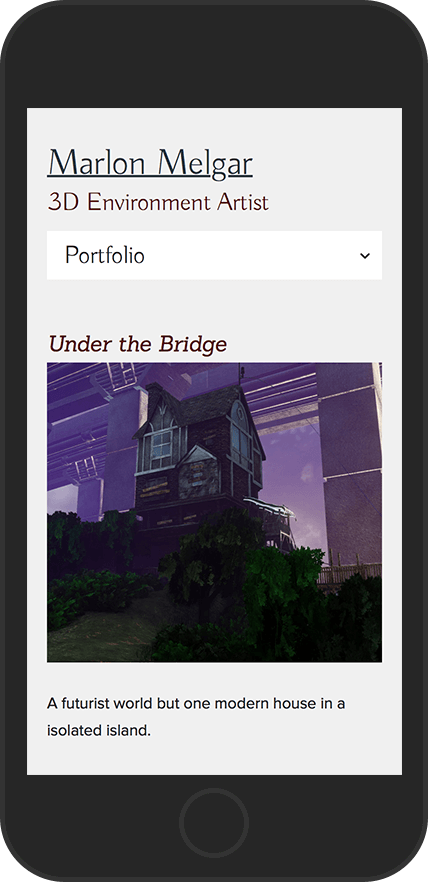 Marlon Melgar
3D Environment Artist
Portfolio
Under the Bridge
A futurist world but one modern house in a
isolated island.